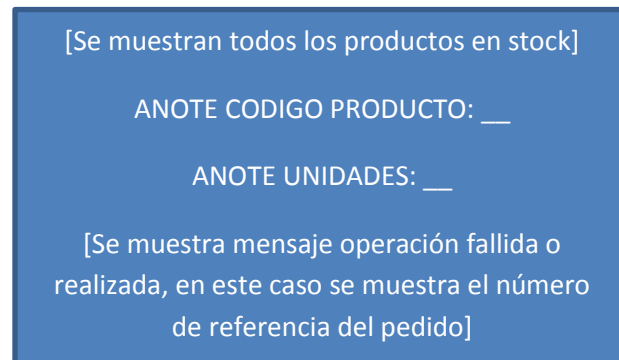 [Se muestran todos los productos en stock]
ANOTE CODIGO PRODUCTO: __
ANOTE UNIDADES: __
[Se muestra mensaje operación fallida o
realizada, en este caso se muestra el número
de referencia del pedido]